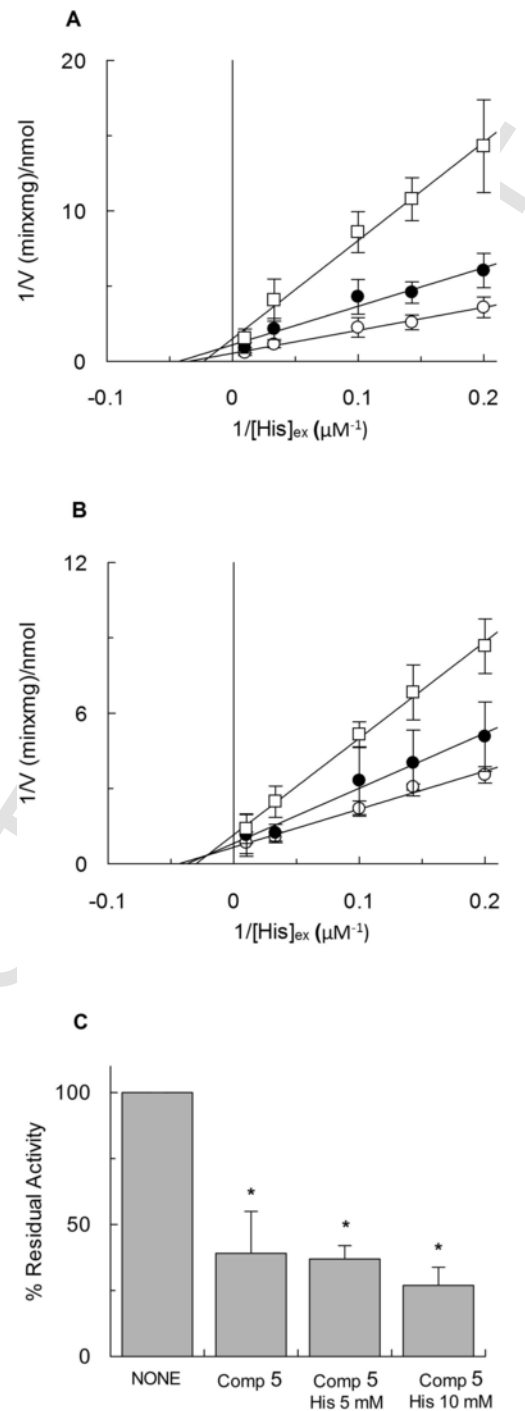 A
20
10
0
1/V (minxmg)/nmol
-0.1 0 0.1 0.2
1/[His]ex (µM-1)
B
12
6
0
1/V (minxmg)/nmol
-0.1 0 0.1 0.2
1/[His]ex (µM-1)
C
100
50
0
% Residual Activity
* * *
NONE Comp 5 Comp 5 Comp 5
His 5 mM His 10 mM